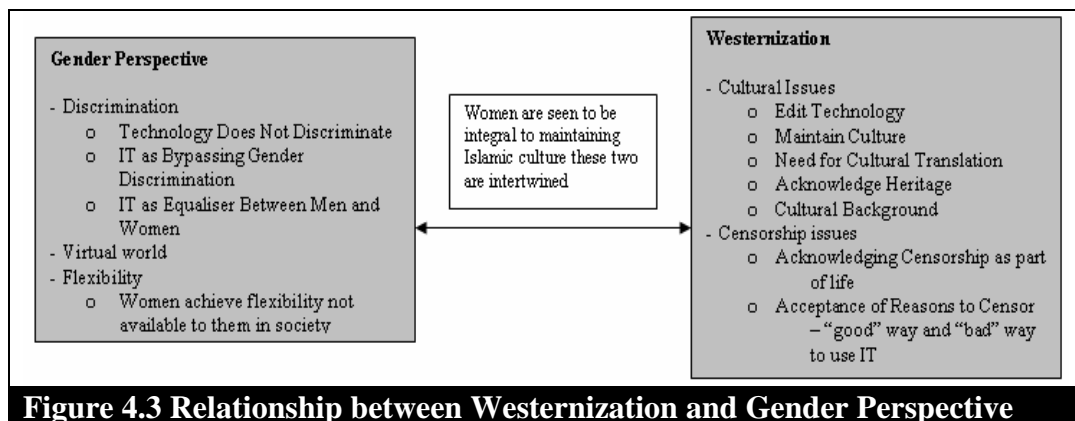 Gender Perspective
- Discrimination
o Technology Does Not Discriminate
o IT as Bypassing Gender
Discrimination
o IT as Equaliser Between Men and
Women
- Virtual world
- Flexibility
o Women achieve flexibility not
available to them in society
Women are seen to be
integral to maintaining
Islamic culture these two
are intertwined
Westernization
- Cultural Issues
o Edit Technology
o Maintain Culture
o Need for Cultural Translation
o Acknowledge Heritage
o Cultural Background
- Censorship issues
o Acknowledging Censorship as part
of life
o Acceptance of Reasons to Censor
– “good” way and “bad” way
to use IT
Figure 4.3 Relationship between Westernization and Gender Perspective